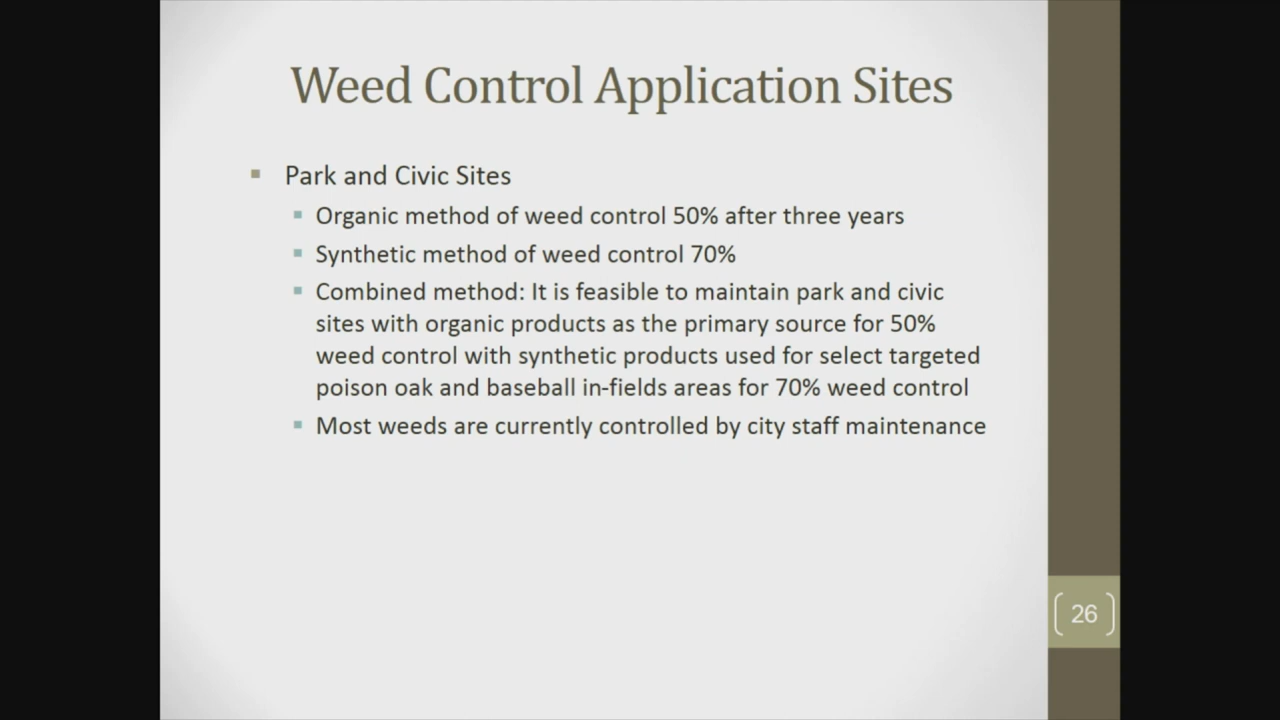 Weed Control Application Sites
Park and Civic Sites
Organic method of weed control 50% after three years
Synthetic method of weed control 70%
Combined method: It is feasible to maintain park and civic
sites with organic products as the primary source for 50%
weed control with synthetic products used for select targeted
poison oak and baseball in-fields areas for 70% weed control
Most weeds are currently controlled by city staff maintenance
26